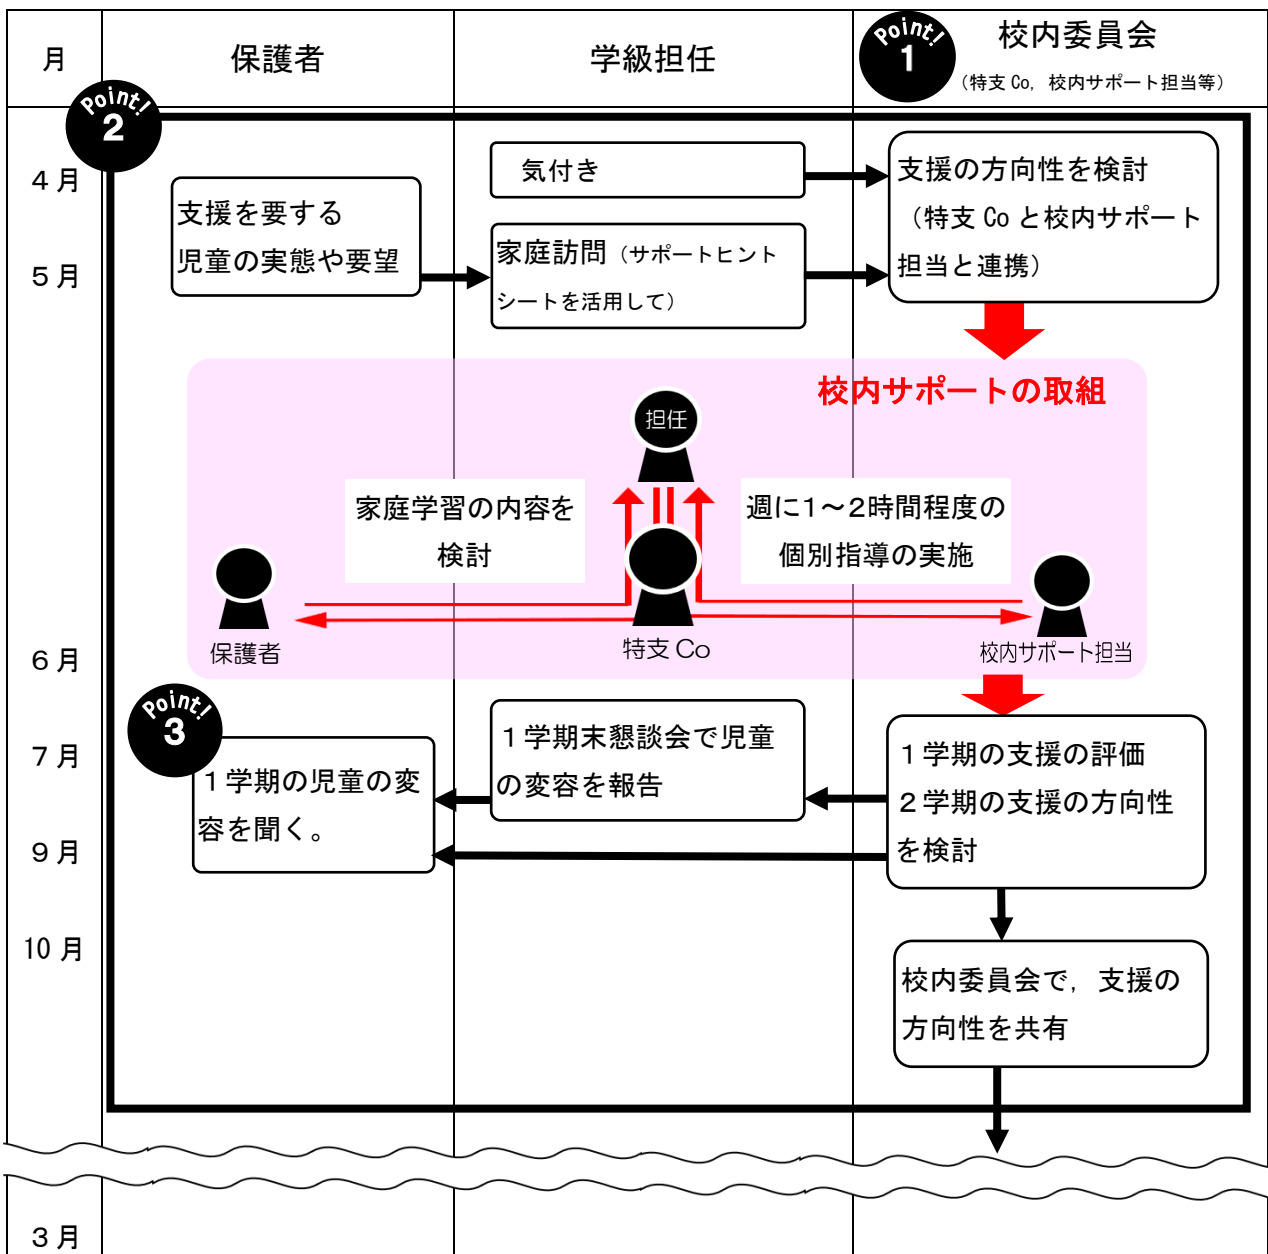 月
保護者
学級担任
Point!
1
校内委員会
（特支 Co，校内サポート担当等）
Point!
2
4月
5月
支援を要する
児童の実態や要望
気付き
家庭訪問（サポートヒント
シートを活用して）
支援の方向性を検討
（特支 Co と校内サポート
担当と連携）
校内サポートの取組
担任
家庭学習の内容を
検討
週に1～2時間程度の
個別指導の実施
保護者
特支 Co
校内サポート担当
6月
Point!
3
7月
9月
1学期の児童の変
容を聞く。
1学期末懇談会で児童
の変容を報告
1学期の支援の評価
2学期の支援の方向性
を検討
10 月
校内委員会で，支援の
方向性を共有
3月